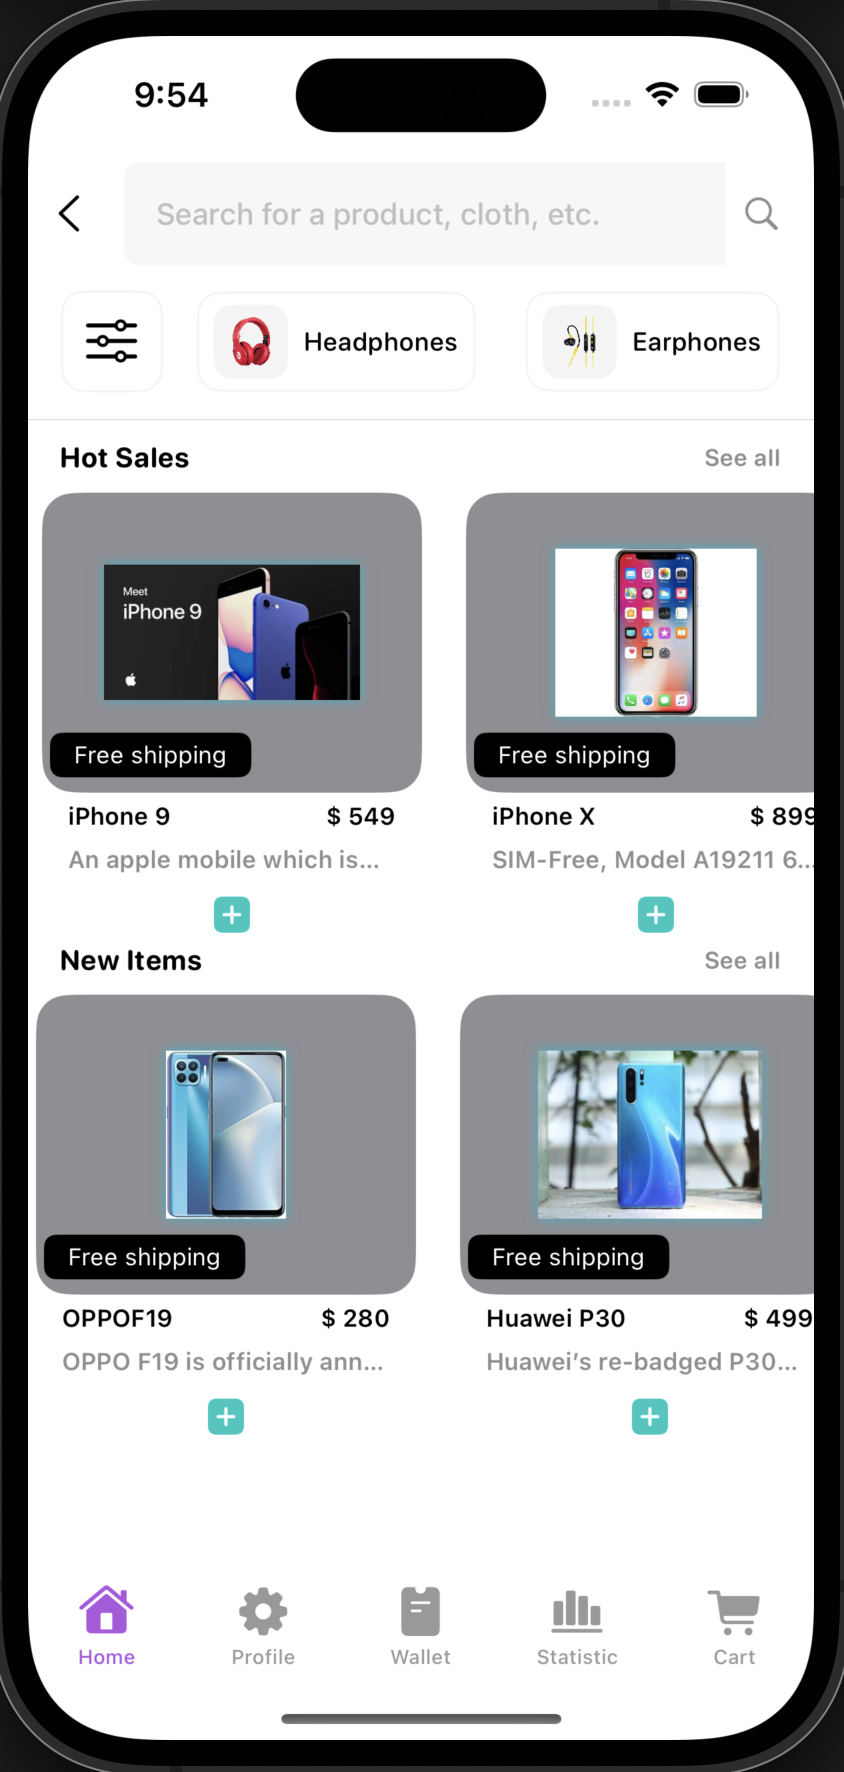 9:54
Search for a product, cloth, etc.
Headphones
Earphones
Hot Sales
See all
Meet
iPhone 9
Free shipping
Free shipping
iPhone 9
$ 549
iPhone X
$ 899
An apple mobile which is...
SIM-Free, Model A19211 6...
New Items
See all
Free shipping
Free shipping
OPPOF19
$ 280
Huawei P30
$ 499
OPPO F19 is officially ann...
Huawei’s re-badged P30...
Home
Profile
Wallet
Statistic
Cart